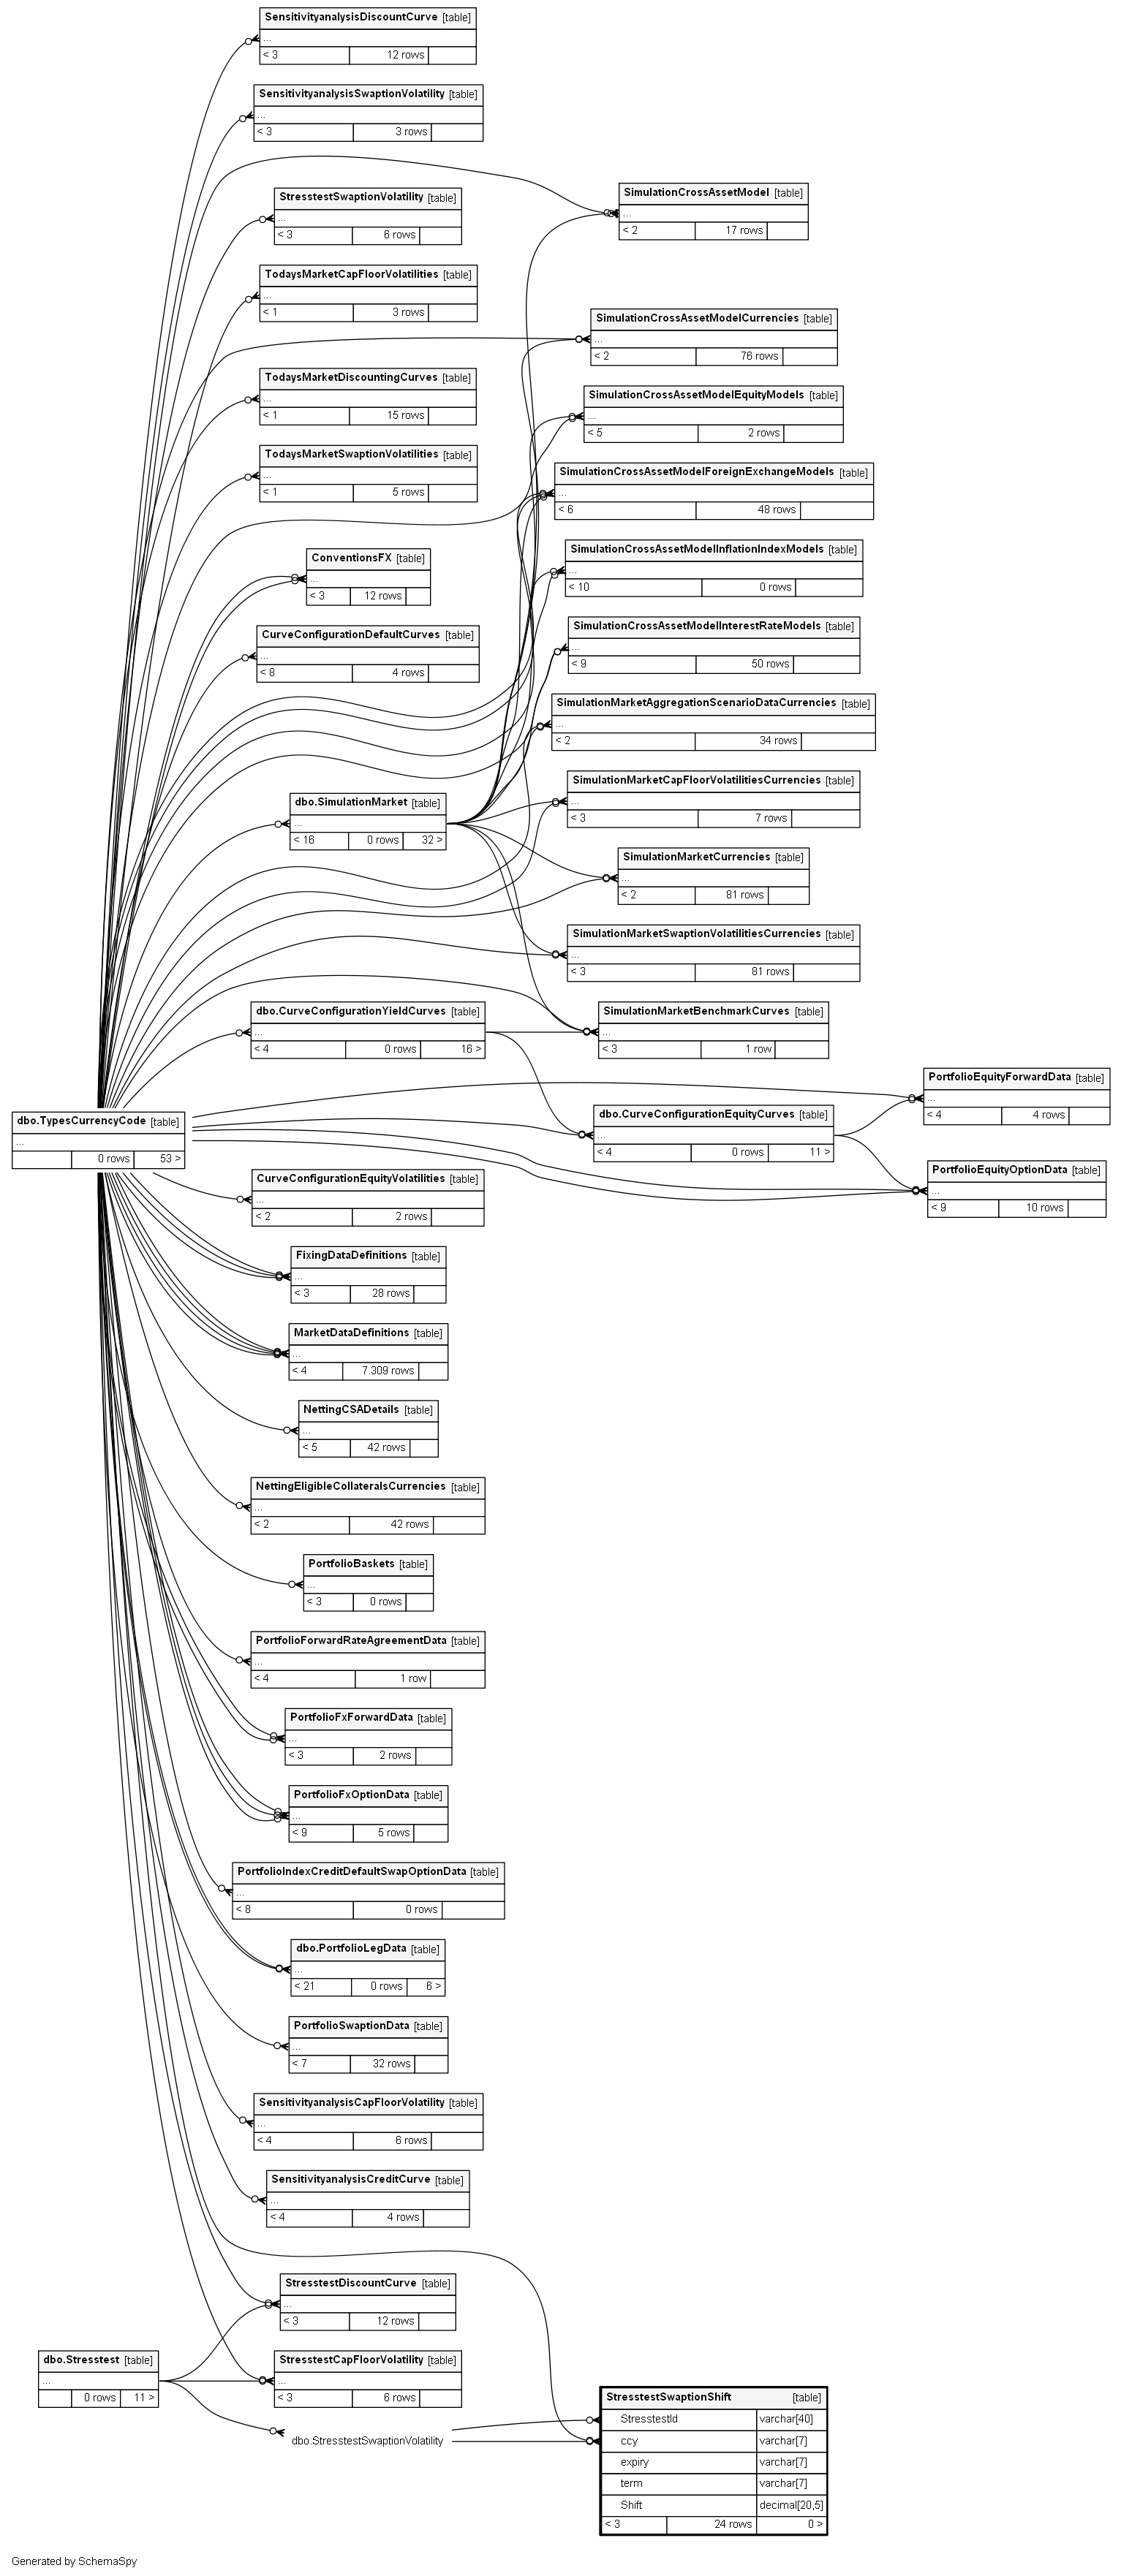 SensitivityanalysisDiscountCurve [table]
...
< 3 12 rows
SensitivityanalysisSwaptionVolatility [table]
...
< 3 3 rows
StresstestSwaptionVolatility [table]
...
< 3 6 rows
SimulationCrossAssetModel [table]
...
< 2 17 rows
TodaysMarketCapFloorVolatilities [table]
...
< 1 3 rows
SimulationCrossAssetModelCurrencies [table]
...
< 2 76 rows
TodaysMarketDiscountingCurves [table]
...
< 1 15 rows
SimulationCrossAssetModelEquityModels [table]
...
< 5 2 rows
TodaysMarketSwaptionVolatilities [table]
...
< 1 5 rows
SimulationCrossAssetModelForeignExchangeModels [table]
...
< 6 48 rows
ConventionsFX [table]
...
< 3 12 rows
SimulationCrossAssetModelInflationIndexModels [table]
...
< 10 0 rows
CurveConfigurationDefaultCurves [table]
...
< 8 4 rows
SimulationCrossAssetModelInterestRateModels [table]
...
< 9 50 rows
SimulationMarketAggregationScenarioDataCurrencies [table]
...
< 2 34 rows
dbo.SimulationMarket [table]
...
< 16 0 rows 32 >
SimulationMarketCapFloorVolatilitiesCurrencies [table]
...
< 3 7 rows
SimulationMarketCurrencies [table]
...
< 2 81 rows
SimulationMarketSwaptionVolatilitiesCurrencies [table]
...
< 3 81 rows
dbo.CurveConfigurationYieldCurves [table]
...
< 4 0 rows 16 >
SimulationMarketBenchmarkCurves [table]
...
< 3 1 row
PortfolioEquityForwardData [table]
...
< 4 4 rows
dbo.TypesCurrencyCode [table]
...
0 rows 53 >
dbo.CurveConfigurationEquityCurves [table]
...
< 4 0 rows 11 >
PortfolioEquityOptionData [table]
...
< 9 10 rows
CurveConfigurationEquityVolatilities [table]
...
< 2 2 rows
FixingDataDefinitions [table]
...
< 3 28 rows
MarketDataDefinitions [table]
...
< 4 7.309 rows
NettingCSADetails [table]
...
< 5 42 rows
NettingEligibleCollateralsCurrencies [table]
...
< 2 42 rows
PortfolioBaskets [table]
...
< 3 0 rows
PortfolioForwardRateAgreementData [table]
...
< 4 1 row
PortfolioFxForwardData [table]
...
< 3 2 rows
PortfolioFxOptionData [table]
...
< 9 5 rows
PortfolioIndexCreditDefaultSwapOptionData [table]
...
< 8 0 rows
dbo.PortfolioLegData [table]
...
< 21 0 rows 6 >
PortfolioSwaptionData [table]
...
< 7 32 rows
SensitivityanalysisCapFloorVolatility [table]
...
< 4 6 rows
SensitivityanalysisCreditCurve [table]
...
< 4 4 rows
StresstestDiscountCurve [table]
...
< 3 12 rows
dbo.Stresstest [table]
...
0 rows 11 >
StresstestCapFloorVolatility [table]
...
< 3 6 rows
dbo.StresstestSwaptionVolatility
StresstestSwaptionShift [table]
StresstestId varchar[40]
ccy varchar[7]
expiry varchar[7]
term varchar[7]
Shift decimal[20,5]
< 3 24 rows 0 >
Generated by SchemaSpy